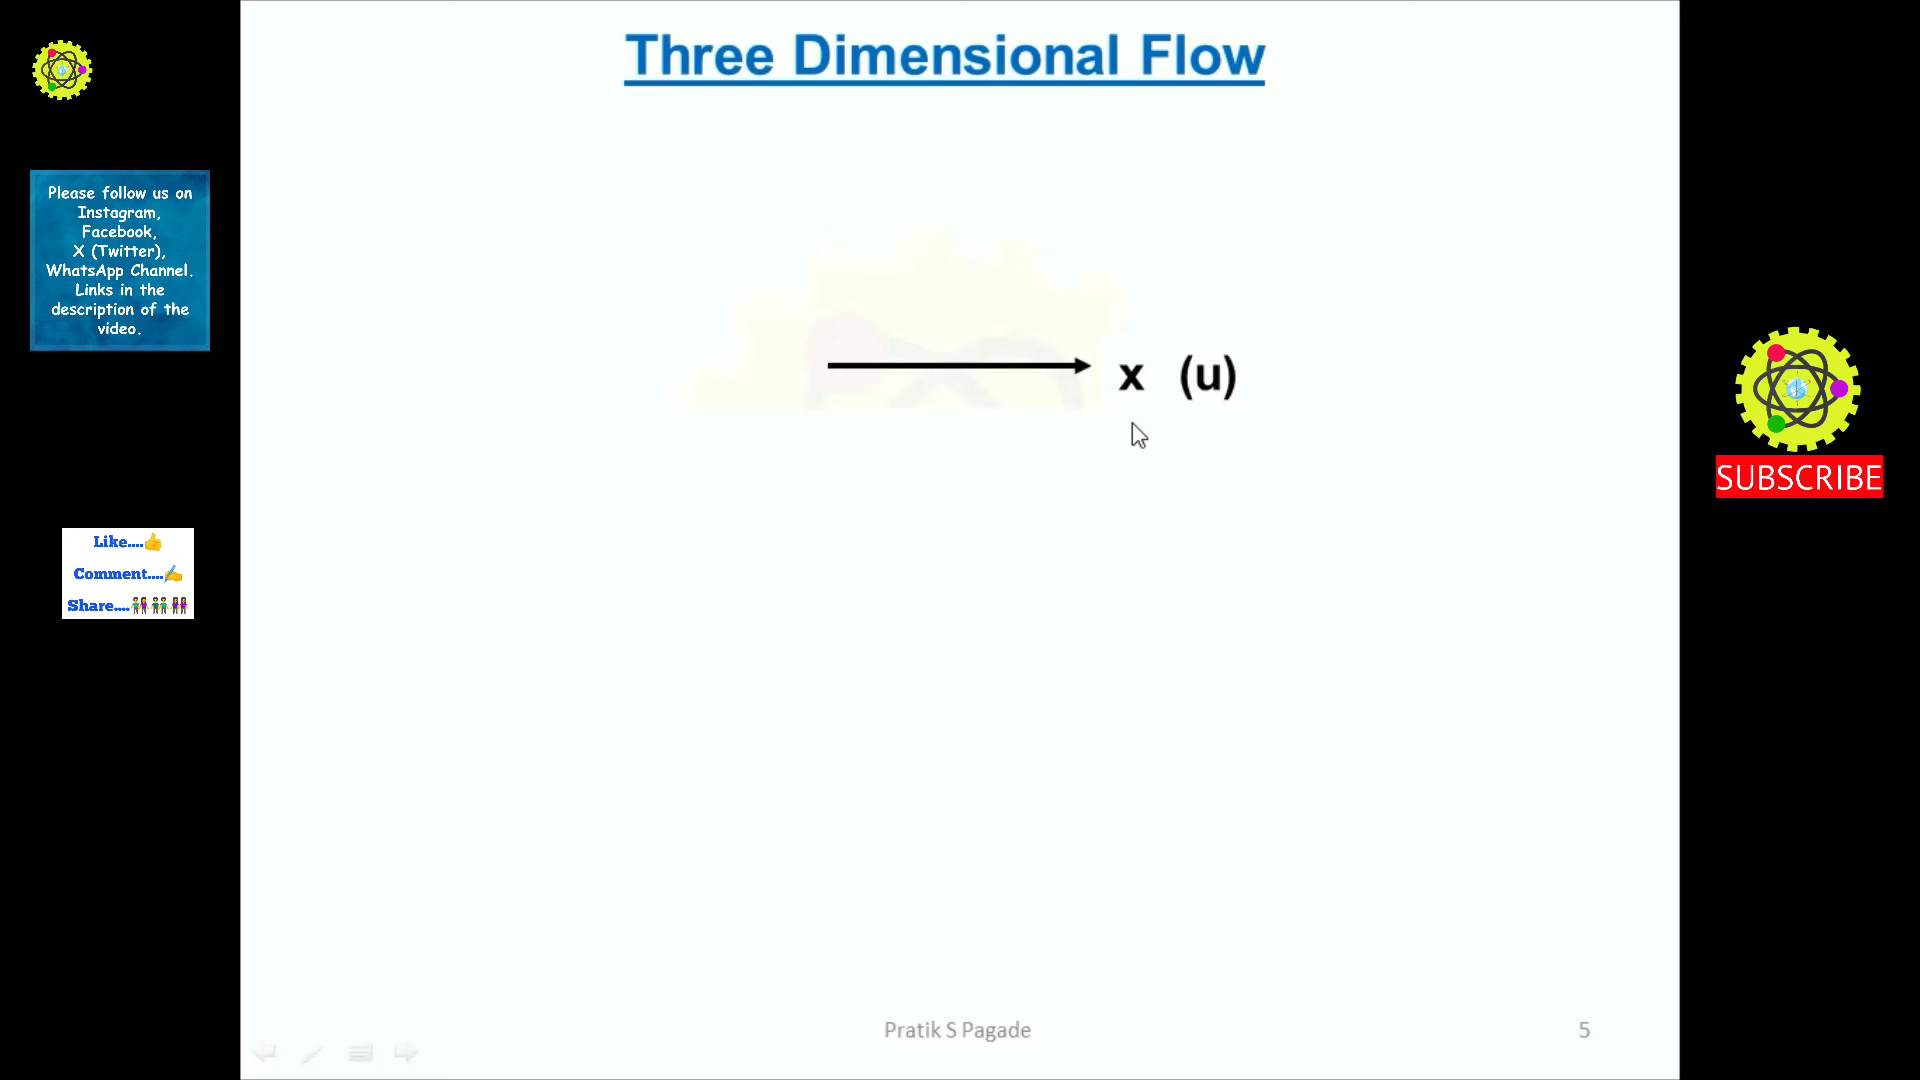 Three Dimensional Flow
Please follow us on
Instagram,
Facebook,
X (Twitter),
WhatsApp Channel.
Links in the
description of the
video.
x (u)
SUBSCRIBE
Like....👍
Comment....✍
Share....👫👫👭
Pratik S Pagade
5